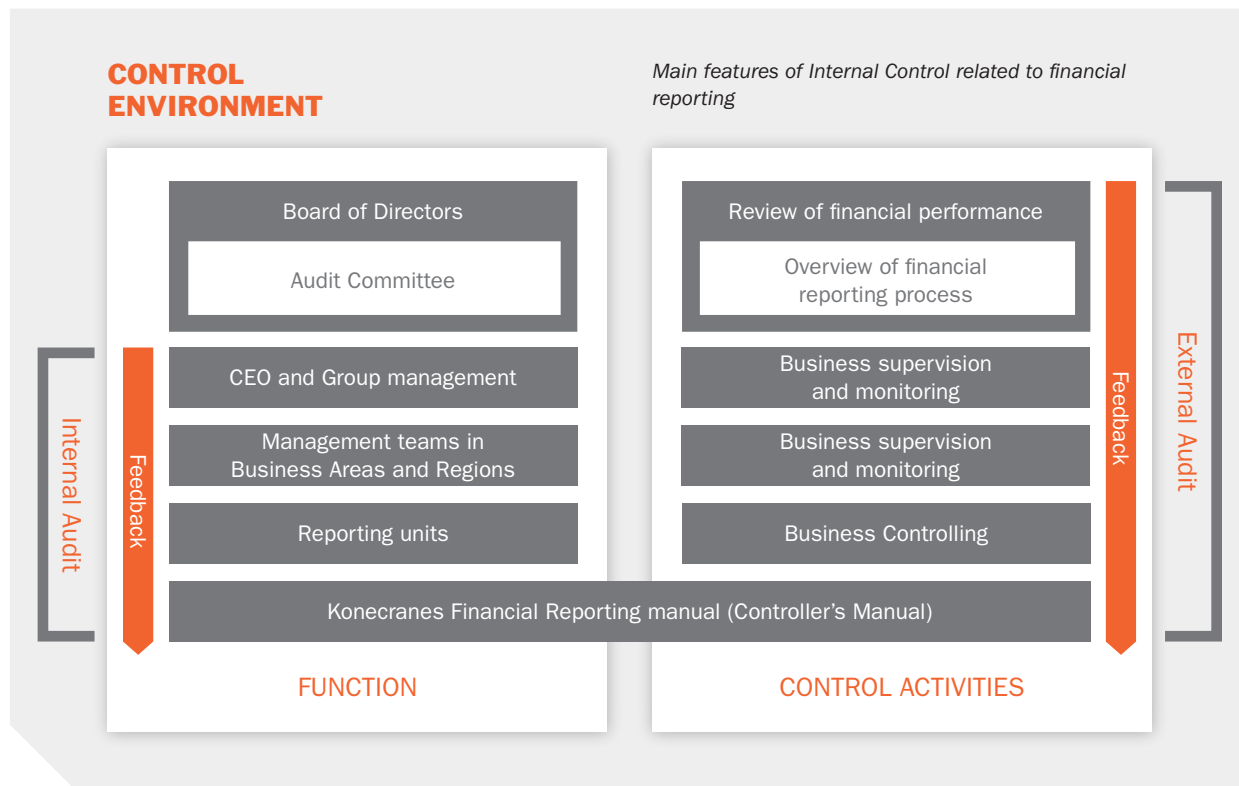 CONTROL
ENVIRONMENT
Main features of Internal Control related to financial
reporting
Board of Directors
Audit Committee
CEO and Group management
Management teams in
Business Areas and Regions
Reporting units
Review of financial performance
Overview of financial
reporting process
Business supervision
and monitoring
Business supervision
and monitoring
Business Controlling
Konecranes Financial Reporting manual (Controller’s Manual)
FUNCTION
CONTROL ACTIVITIES
Internal Audit
Feedback
Feedback
External Audit